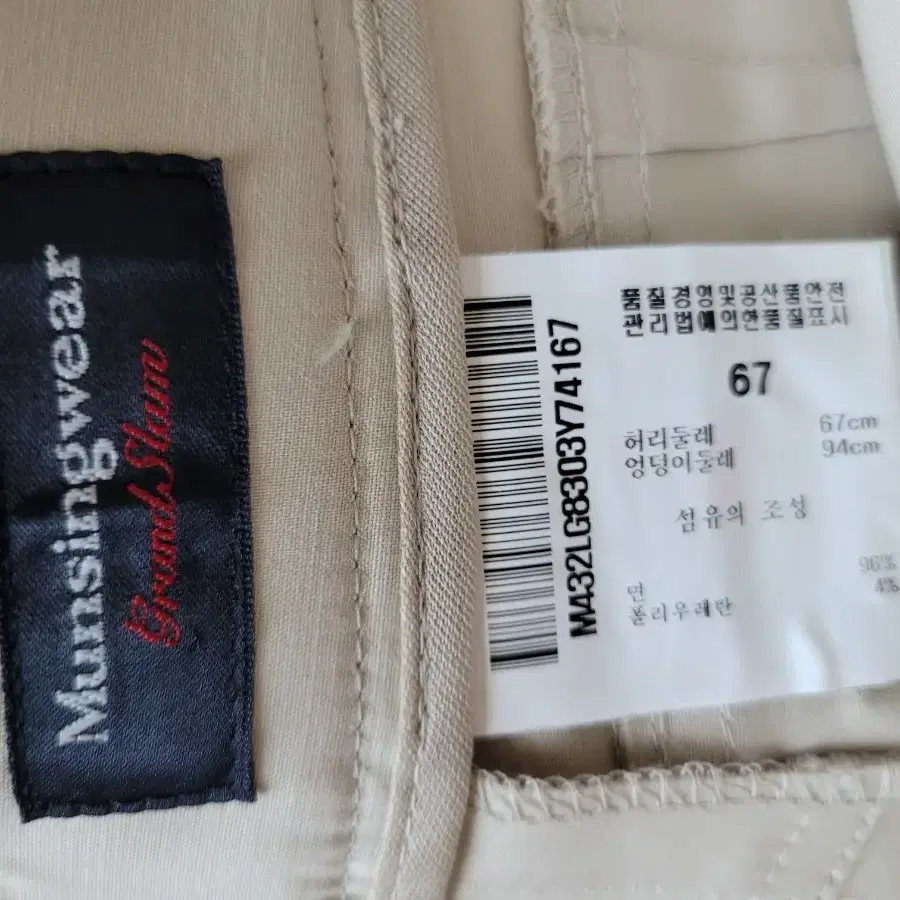 Munsingwear
Grand Slam
M432LG8303Y74167
품질경영및공산품안전
관리법에의한품질표시
67
허리둘레 67cm
엉덩이둘레 94cm
섬유의 조성
면 96%
폴리우레탄 4%